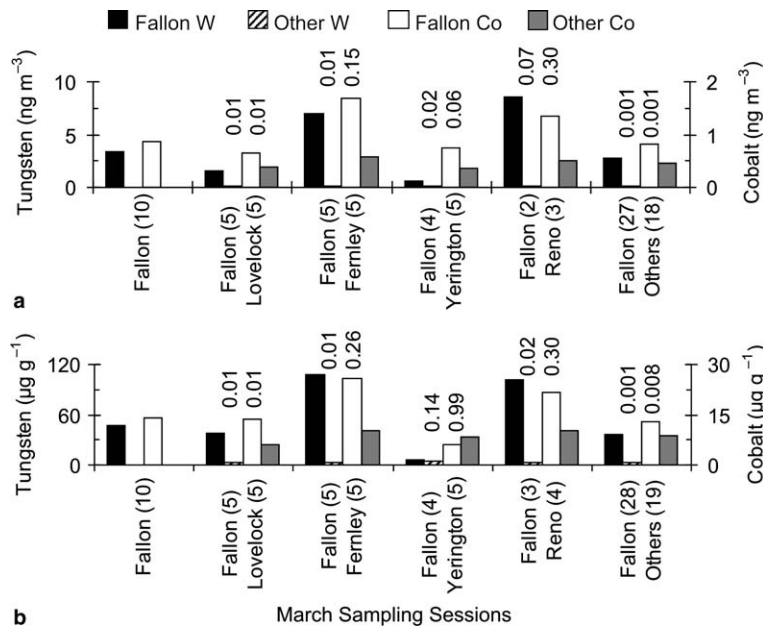 Fallon W Other W Fallon Co Other Co
Tungsten (ng m⁻³)
10
5
0
0.01
0.01
0.01
0.15
0.02
0.06
0.07
0.30
0.001
0.001
2
1
0
Cobalt (ng m⁻³)
Fallon (10)
Fallon (5)
Lovelock (5)
Fallon (5)
Fernley (5)
Fallon (4)
Yerington (5)
Fallon (2)
Reno (3)
Fallon (27)
Others (18)
a
Tungsten (µg g⁻¹)
120
60
0
0.01
0.01
0.01
0.26
0.14
0.99
0.02
0.30
0.001
0.008
30
15
0
Cobalt (µg g⁻¹)
Fallon (10)
Fallon (5)
Lovelock (5)
Fallon (5)
Fernley (5)
Fallon (4)
Yerington (5)
Fallon (3)
Reno (4)
Fallon (28)
Others (19)
b
March Sampling Sessions